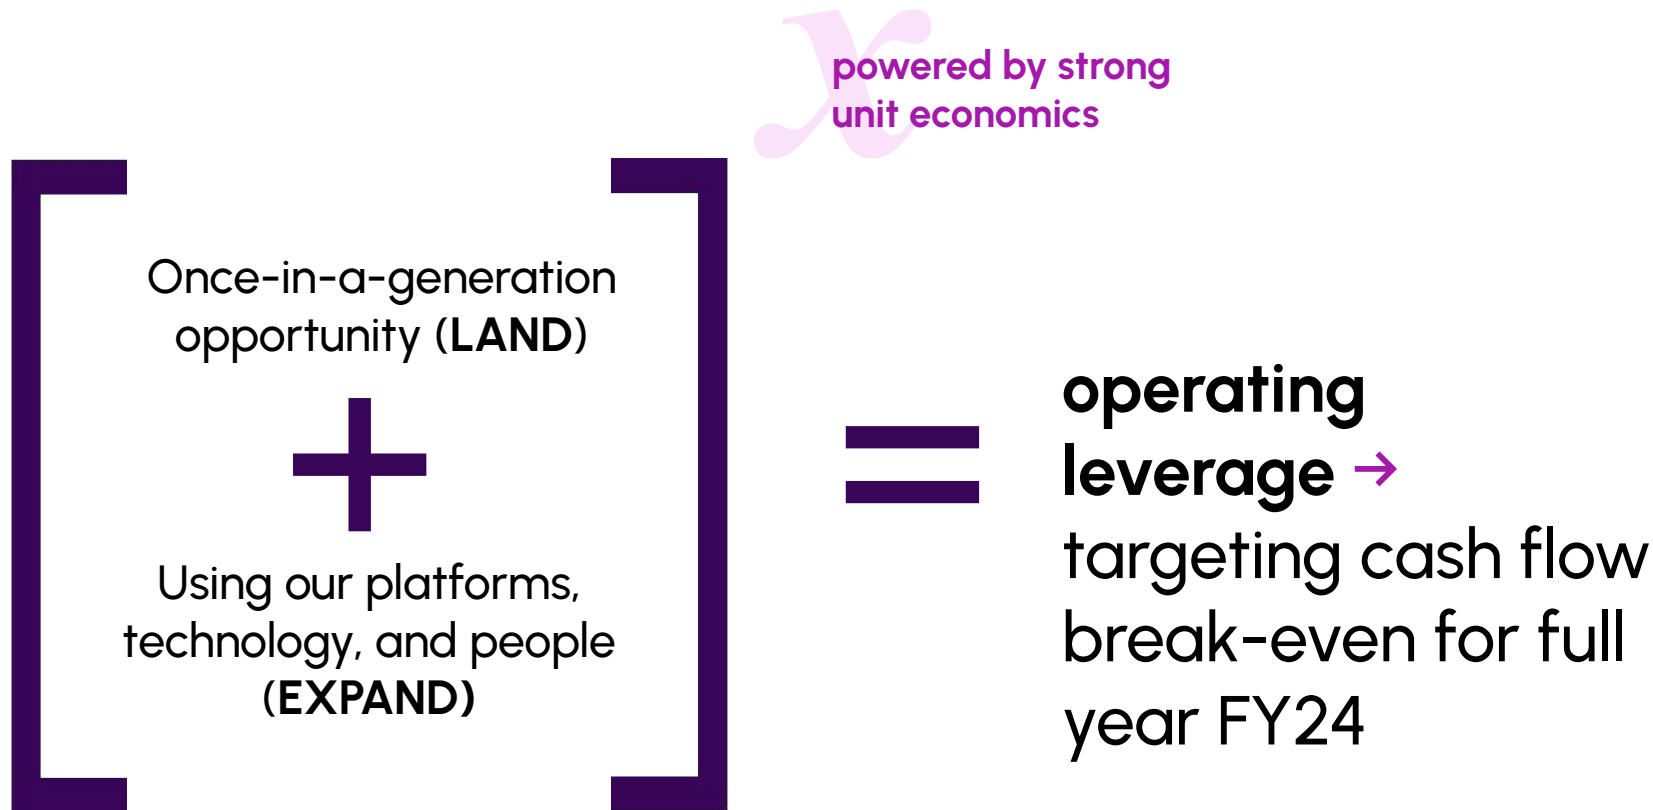 x
powered by strong
unit economics
Once-in-a-generation
opportunity (LAND)
+
Using our platforms,
technology, and people
(EXPAND)
=
operating
leverage →
targeting cash flow
break-even for full
year FY24